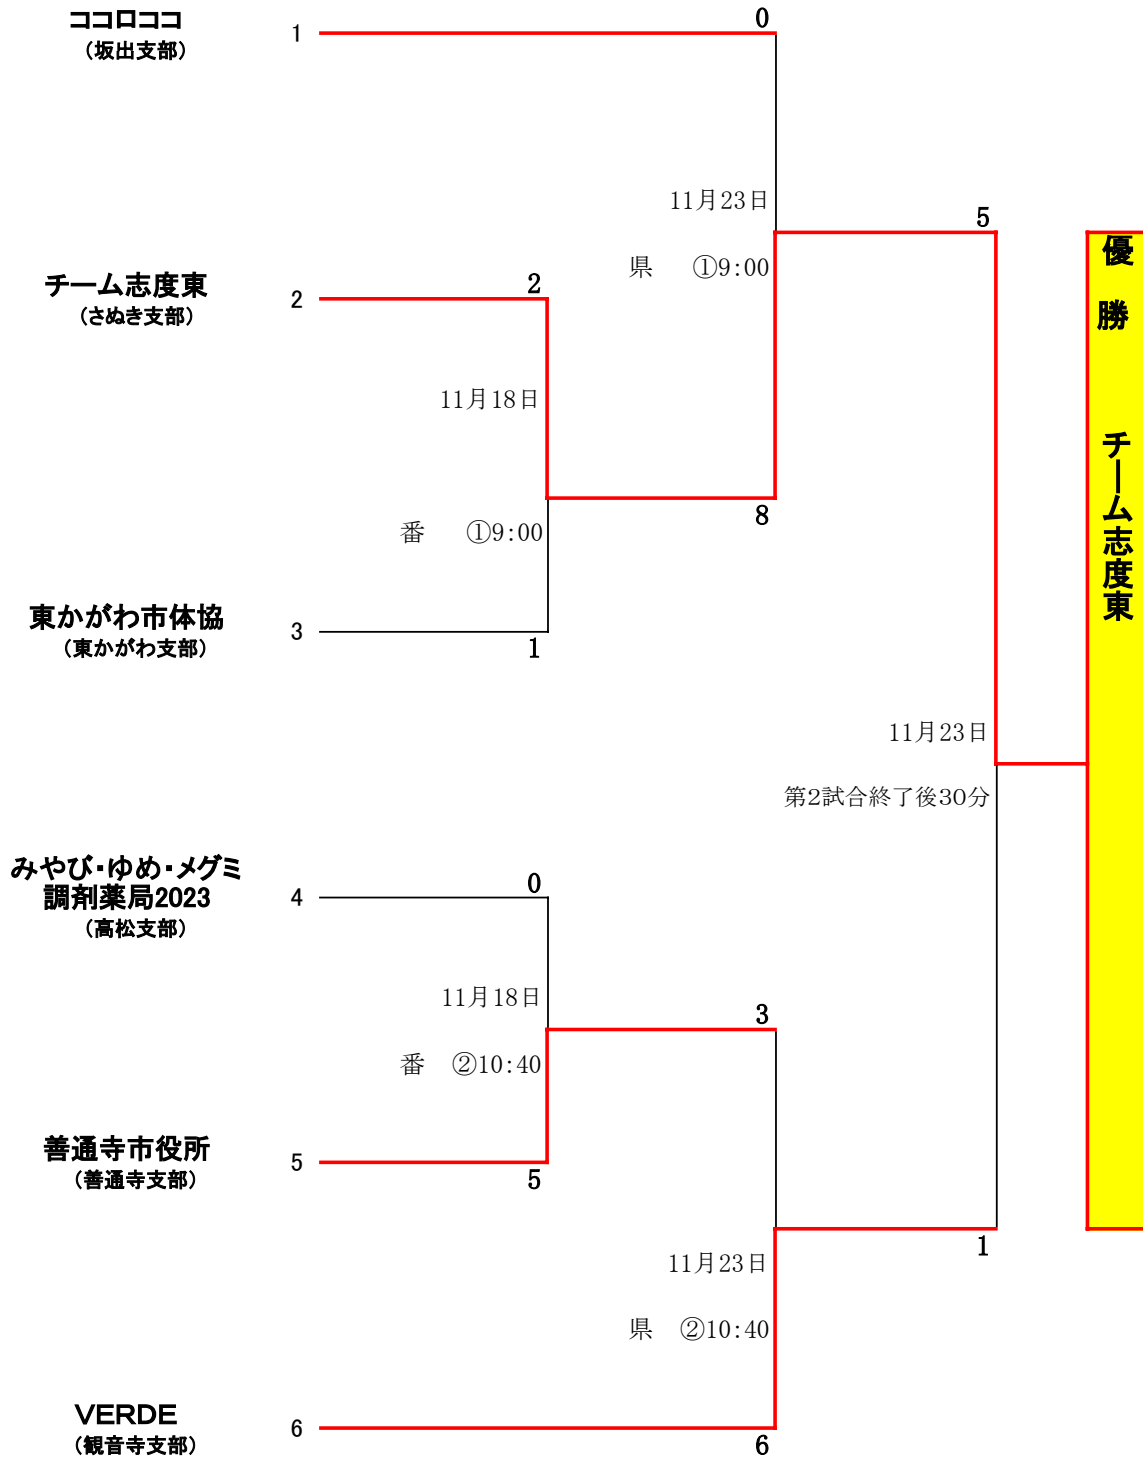 ココロココ
（坂出支部）
1
0
11月23日
県 ①9:00
チーム志度東
（さぬき支部）
2
2
11月18日
番 ①9:00
8
東かがわ市体協
（東かがわ支部）
3
1
5
優勝 チーム志度東
11月23日
第2試合終了後30分
みやび・ゆめ・メグミ
調剤薬局2023
（高松支部）
4
0
11月18日
番 ②10:40
3
善通寺市役所
（善通寺支部）
5
5
11月23日
県 ②10:40
1
VERDE
（観音寺支部）
6
6